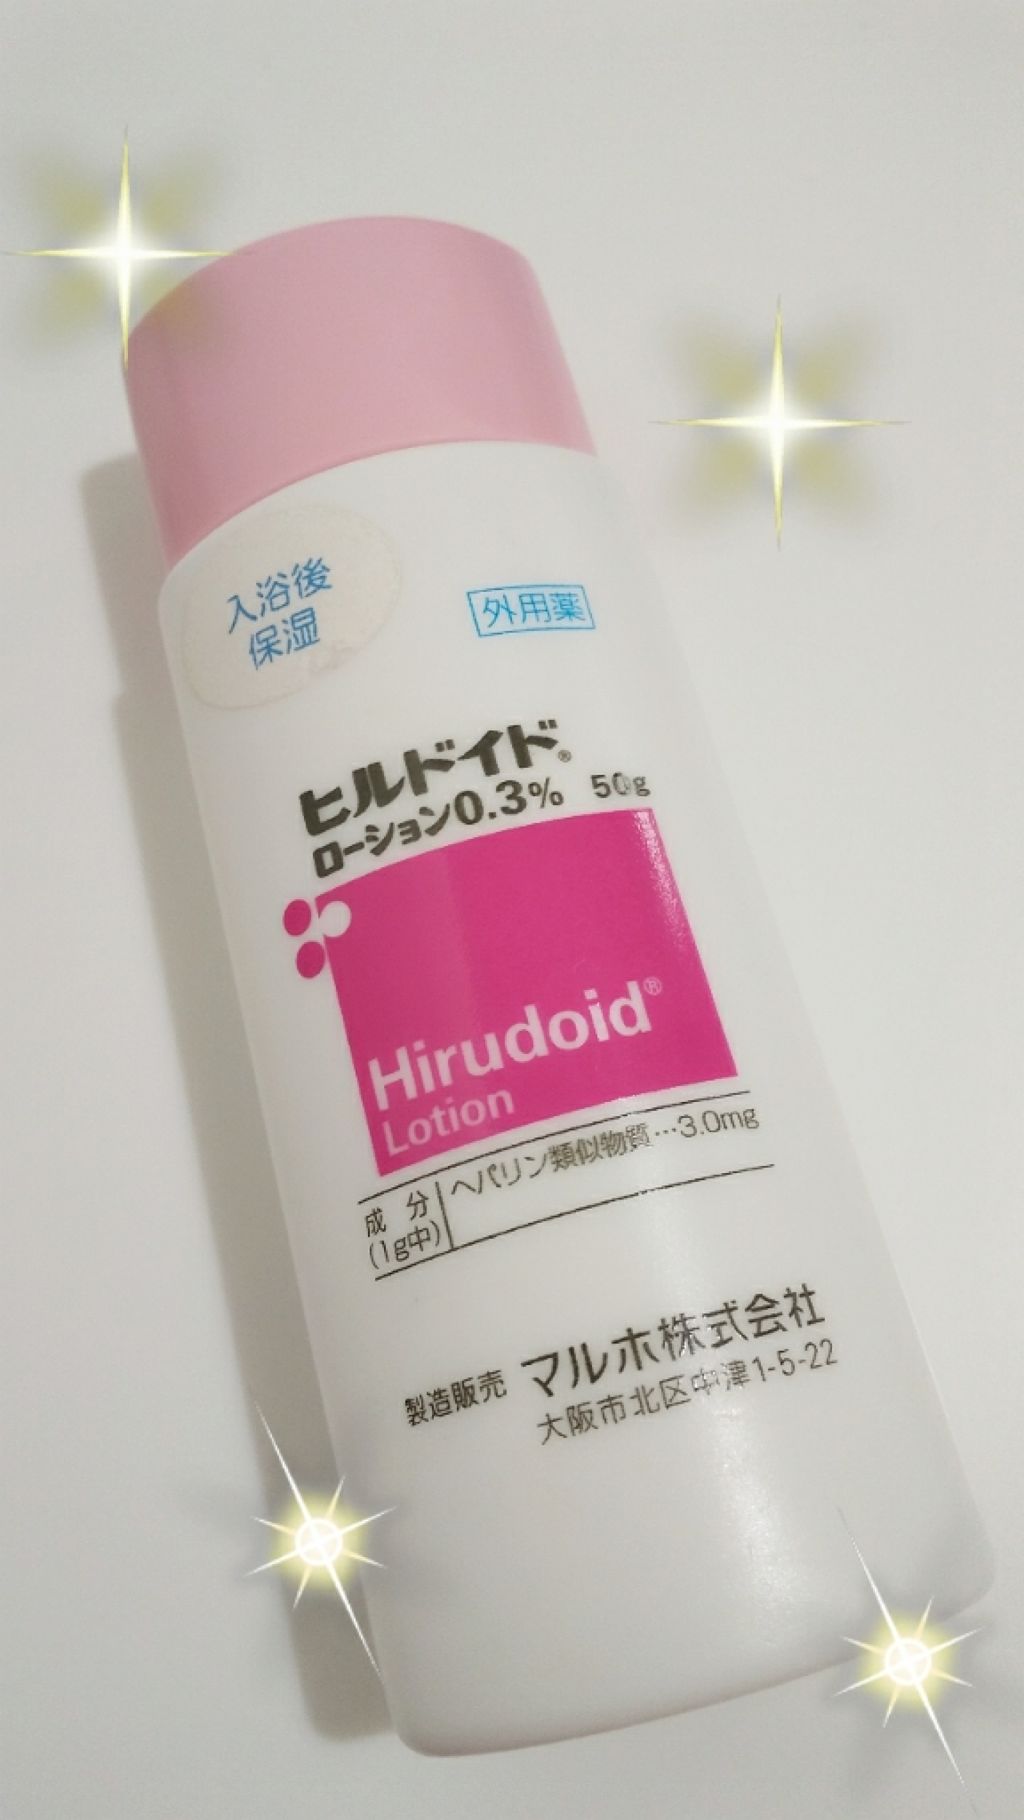 入浴後
保湿
外用薬
ヒルドイド®
ローション0.3% 50g
Hirudoid®
Lotion
成分
(1g中)
ヘパリン類似物質…3.0mg
製造販売 マルホ株式会社
大阪市北区中津1-5-22